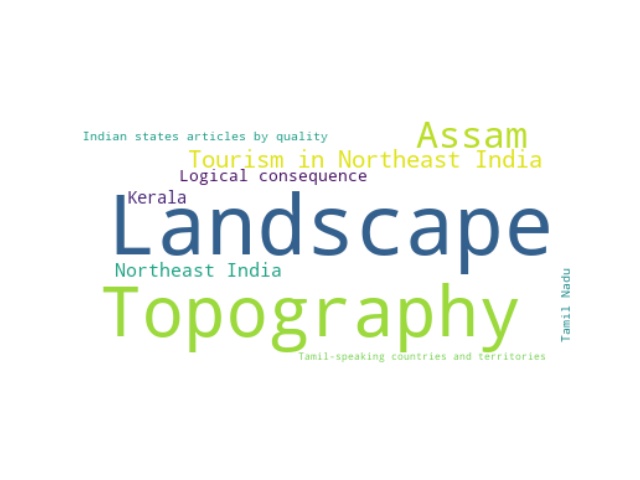 Indian states articles by quality
Assam
Tourism in Northeast India
Logical consequence
Kerala
Landscape
Northeast India
Tamil Nadu
Topography
Tamil-speaking countries and territories